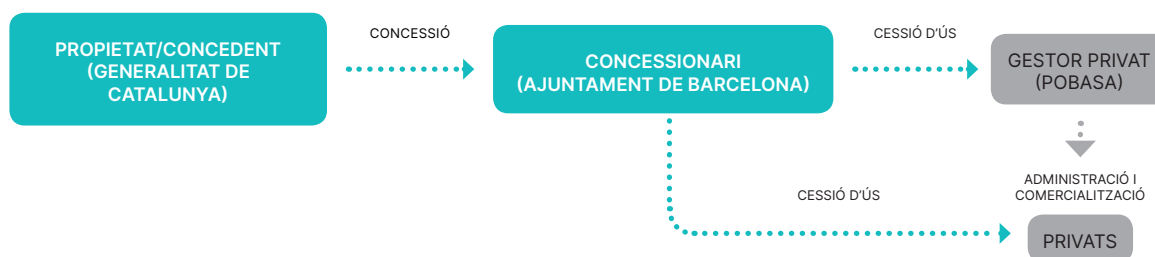 PROPIETAT/CONCEDENT
(GENERALITAT DE
CATALUNYA)
CONCESSIÓ
CONCESSIONARI
(AJUNTAMENT DE BARCELONA)
CESSIÓ D'ÚS
GESTOR PRIVAT
(POBASA)
ADMINISTRACIÓ I
COMERCIALITZACIÓ
CESSIÓ D'ÚS
PRIVATS